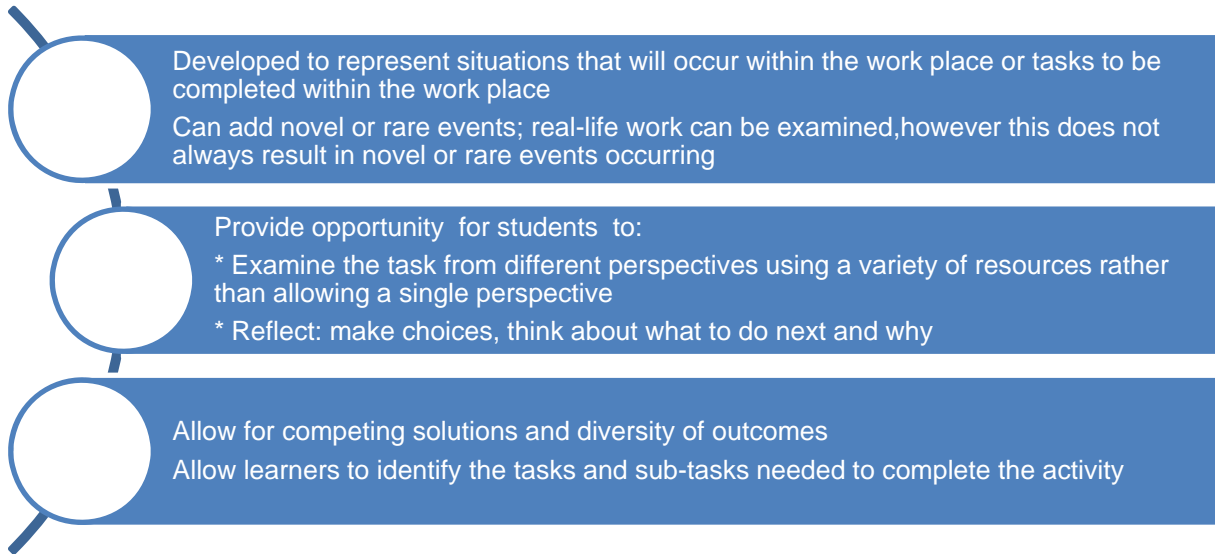 Developed to represent situations that will occur within the work place or tasks to be
completed within the work place
Can add novel or rare events; real-life work can be examined,however this does not
always result in novel or rare events occurring
Provide opportunity  for students  to:
* Examine the task from different perspectives using a variety of resources rather
than allowing a single perspective
* Reflect: make choices, think about what to do next and why
Allow for competing solutions and diversity of outcomes
Allow learners to identify the tasks and sub-tasks needed to complete the activity